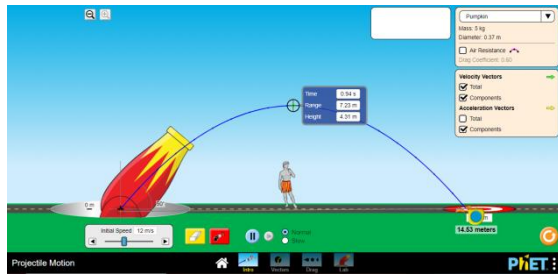 Pumpkin
Mass: 5 kg
Diameter: 0.37 m
Air Resistance
Drag Coefficient: 0.60
Velocity Vectors
Total
Components
Acceleration Vectors
Total
Components
Time 0.94 s
Range 7.23 m
Height 4.31 m
0 m
14.53 meters
Initial Speed 12 m/s
Normal
Slow
Projectile Motion
Intro
Vectors
Drag
Lab
PhET